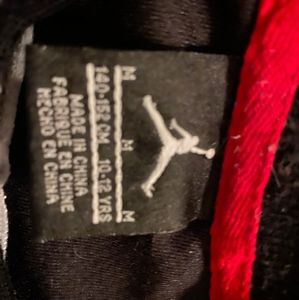 M M M
140-152 CM 10-12 YRS
MADE IN CHINA
FABRIQUE EN CHINE
HECHO EN CHINA